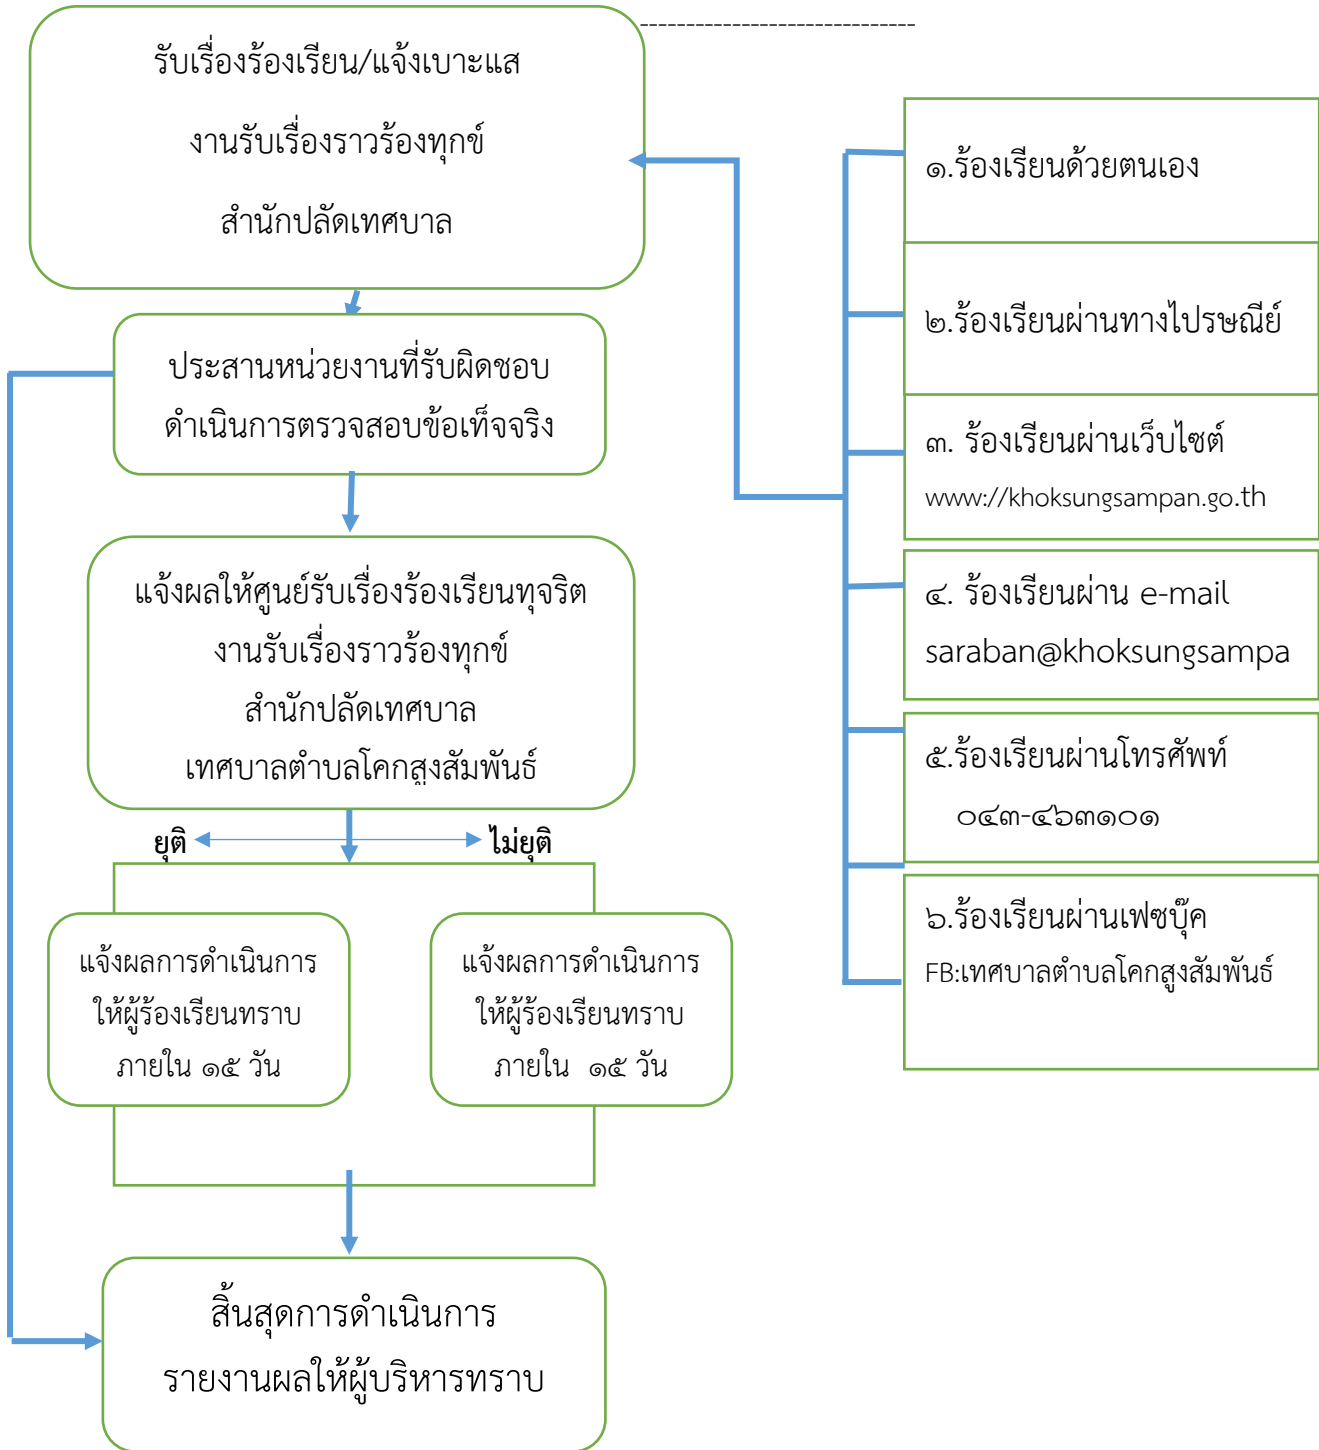 รับเรื่องร้องเรียน/แจ้งเบาะแส
งานรับเรื่องราวร้องทุกข์
สำนักปลัดเทศบาล
ประสานหน่วยงานที่รับผิดชอบ
ดำเนินการตรวจสอบข้อเท็จจริง
แจ้งผลให้ศูนย์รับเรื่องร้องเรียนทุจริต
งานรับเรื่องราวร้องทุกข์
สำนักปลัดเทศบาล
เทศบาลตำบลโคกสูงสัมพันธ์
ยุติ
ไม่ยุติ
แจ้งผลการดำเนินการ
ให้ผู้ร้องเรียนทราบ
ภายใน ๑๕ วัน
แจ้งผลการดำเนินการ
ให้ผู้ร้องเรียนทราบ
ภายใน ๑๕ วัน
สิ้นสุดการดำเนินการ
รายงานผลให้ผู้บริหารทราบ
๑.ร้องเรียนด้วยตนเอง
๒.ร้องเรียนผ่านทางไปรษณีย์
๓. ร้องเรียนผ่านเว็บไซต์
www://khoksungsampan.go.th
๔. ร้องเรียนผ่าน e-mail
saraban@khoksungsampa
๕.ร้องเรียนผ่านโทรศัพท์
๐๔๓-๔๖๓๑๐๑
๖.ร้องเรียนผ่านเฟซบุ๊ค
FB:เทศบาลตำบลโคกสูงสัมพันธ์